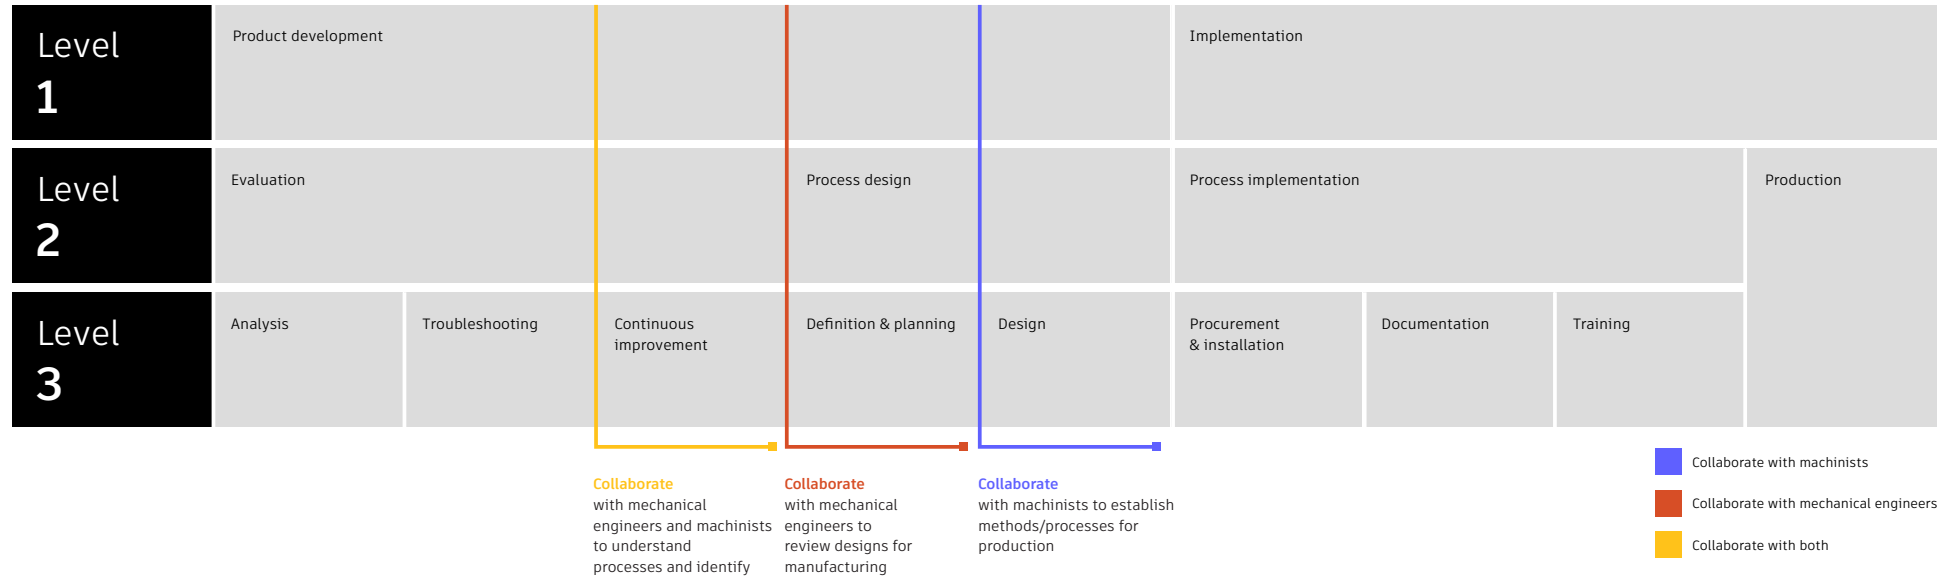 Level
1
Product development
Implementation
Level
2
Evaluation
Process design
Process implementation
Production
Level
3
Analysis
Troubleshooting
Continuous
improvement
Definition & planning
Design
Procurement
& installation
Documentation
Training
Collaborate
with mechanical
engineers and machinists
to understand
processes and identify
Collaborate
with mechanical
engineers to
review designs for
manufacturing
Collaborate
with machinists to establish
methods/processes for
production
Collaborate with machinists
Collaborate with mechanical engineers
Collaborate with both